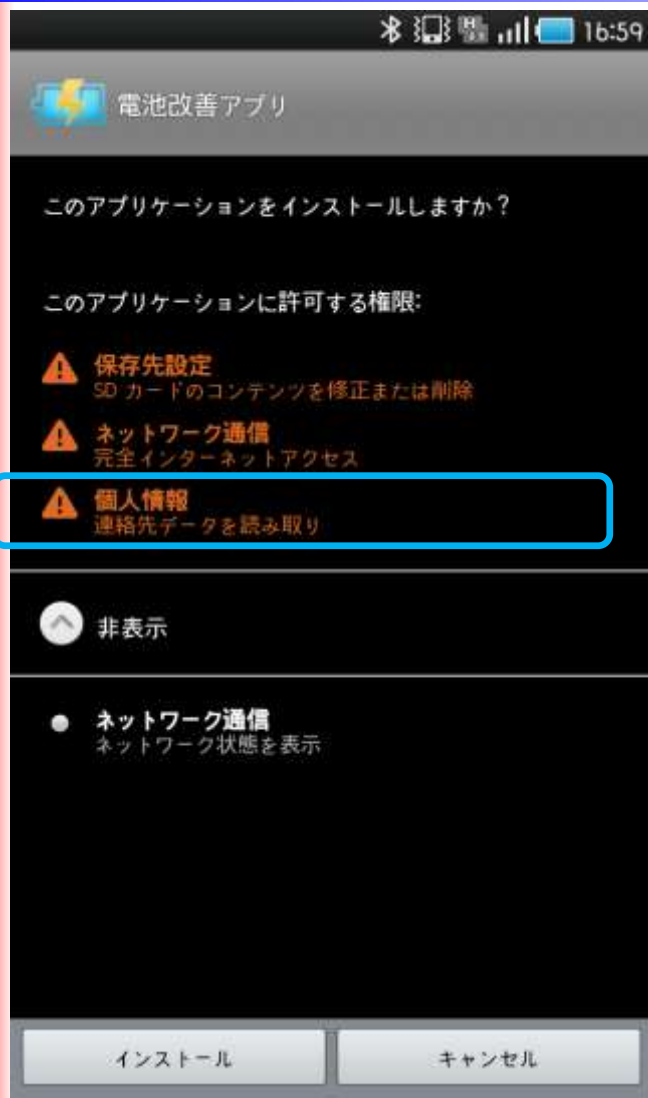 16:59
電池改善アプリ
このアプリケーションをインストールしますか？
このアプリケーションに許可する権限:
保存先設定
SD カードのコンテンツを修正または削除
ネットワーク通信
完全インターネットアクセス
個人情報
連絡先データを読み取り
非表示
ネットワーク通信
ネットワーク状態を表示
インストール
キャンセル